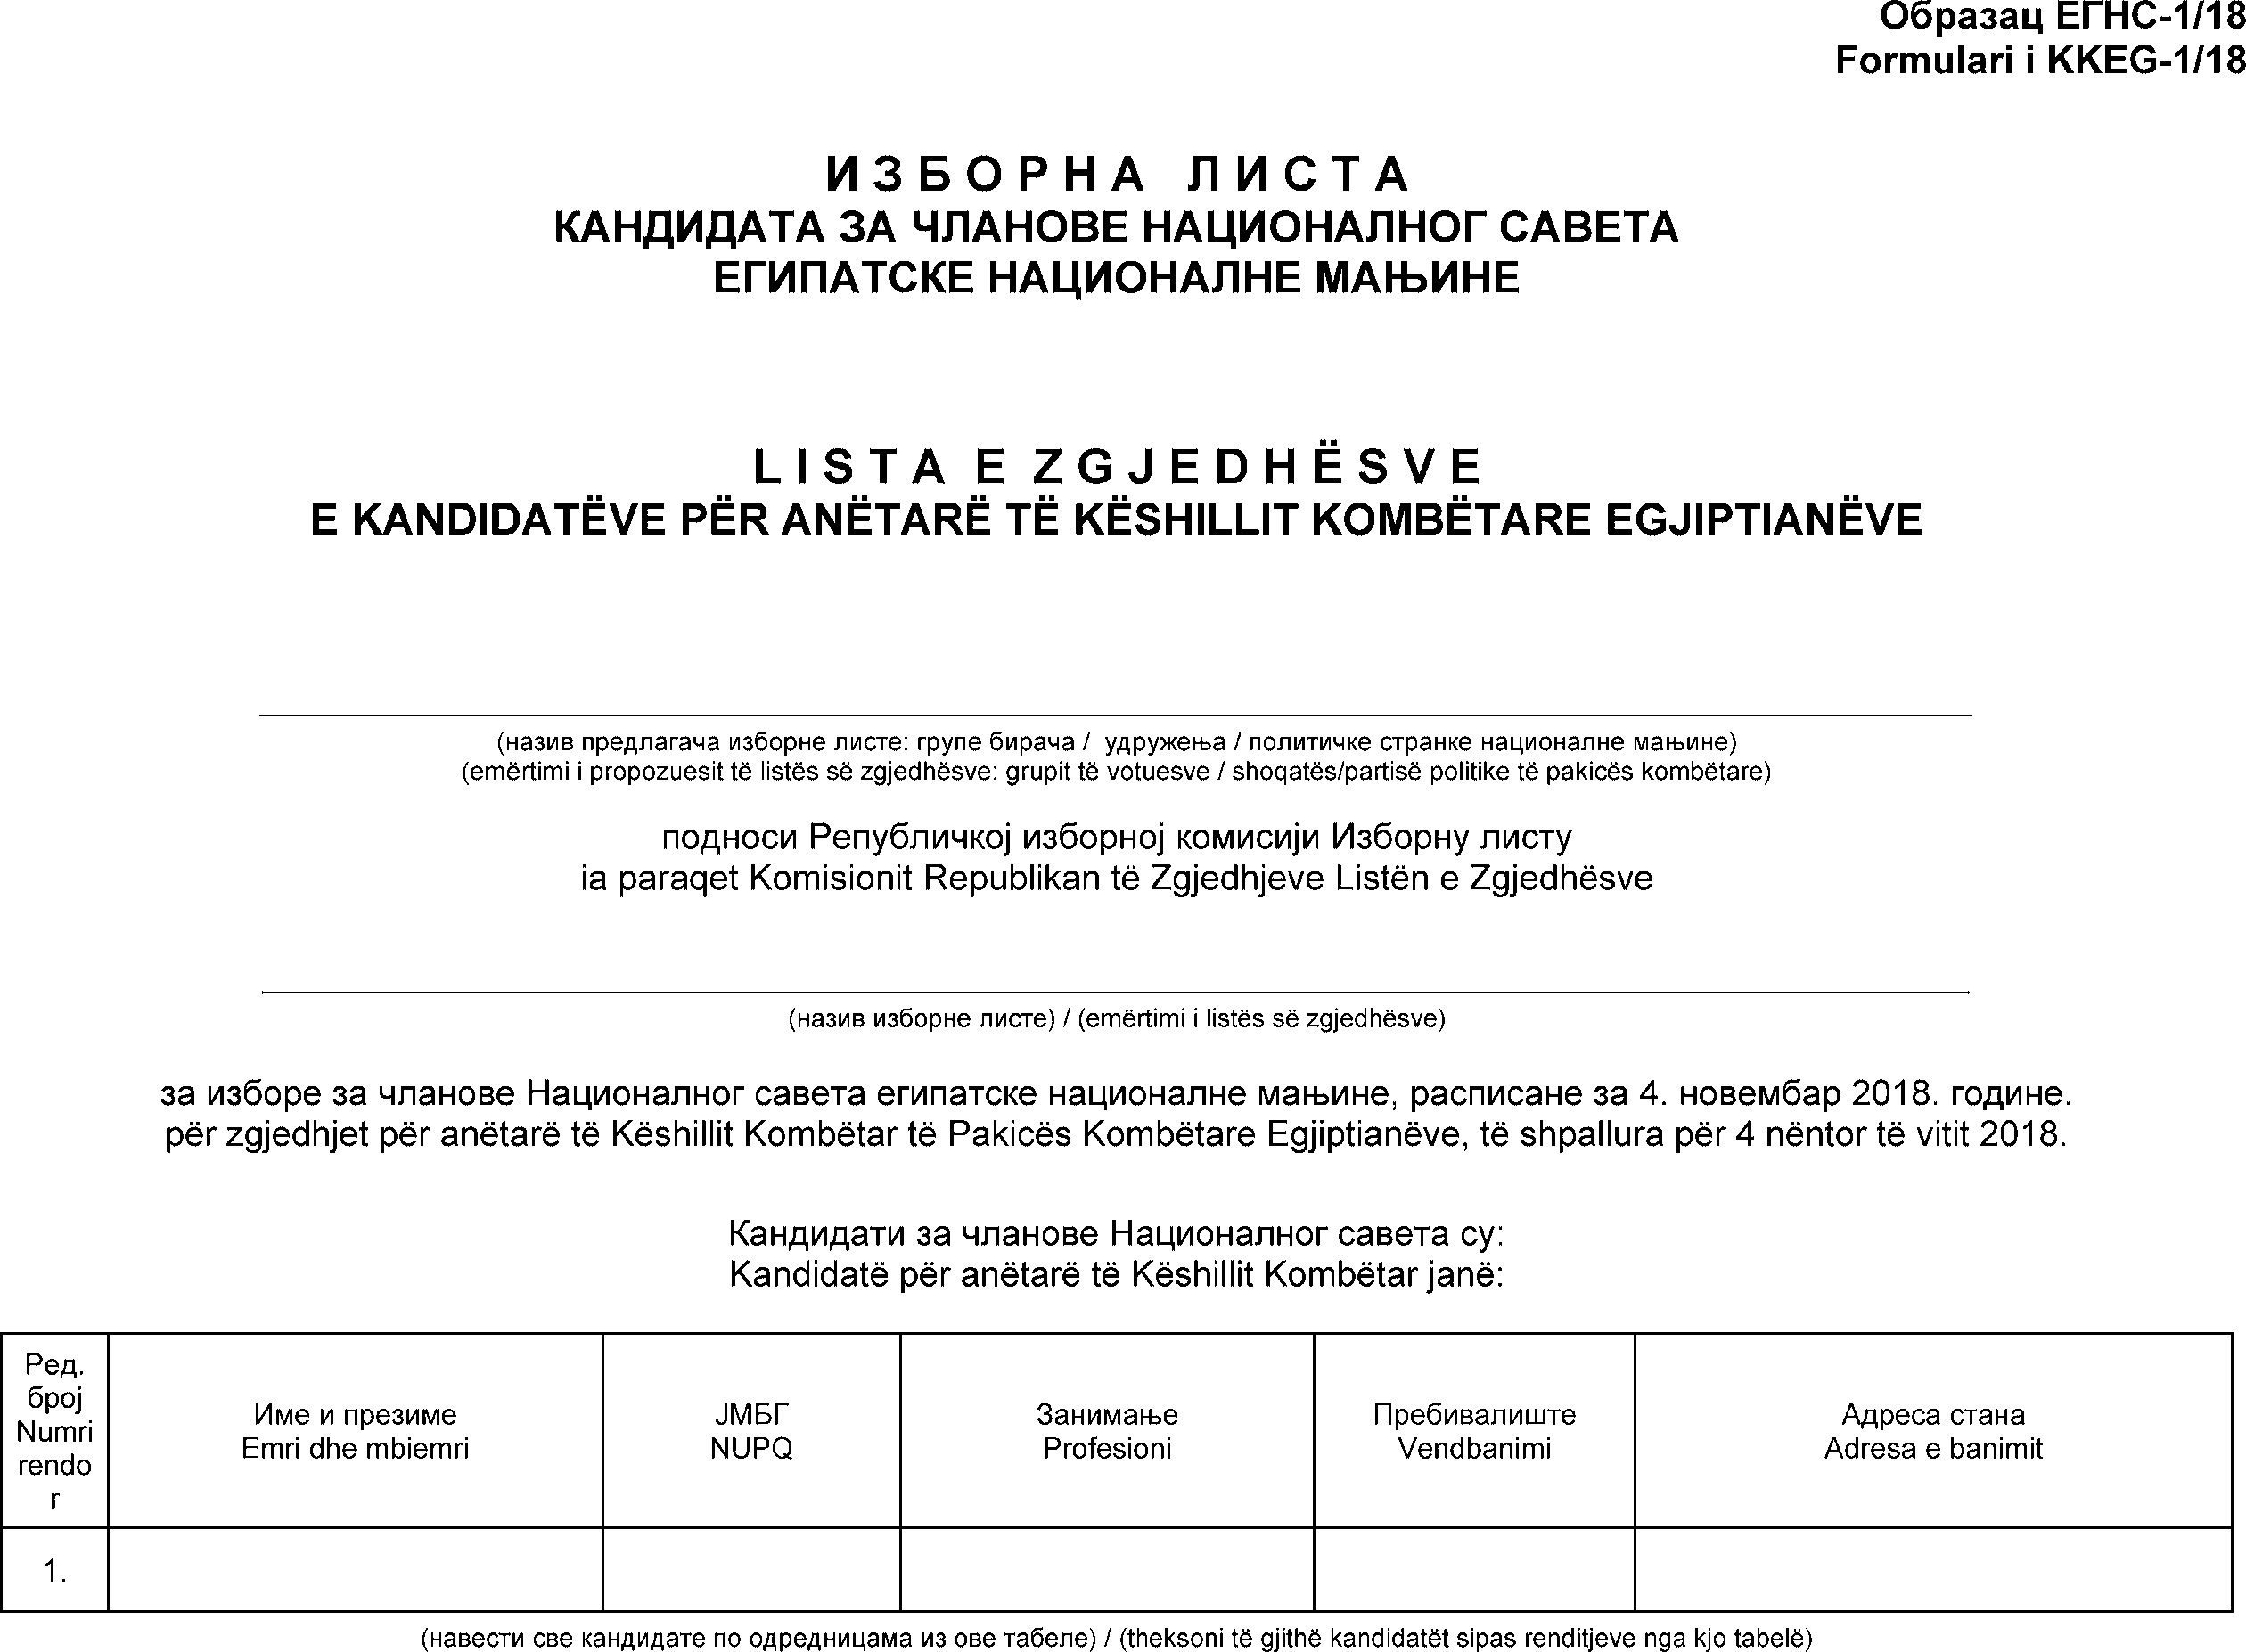 Образац ЕГНС-1/18
Formulari i KKEG-1/18
И З Б О Р Н А Л И С Т А
КАНДИДАТА ЗА ЧЛАНОВЕ НАЦИОНАЛНОГ САВЕТА
ЕГИПАТСКЕ НАЦИОНАЛНЕ МАЊИНЕ
L I S T A E Z G J E D H Ë S V E
E KANDIDATËVE PËR ANËTARË TË KËSHILLIT KOMBËTARE EGJIPTIANËVE
(назив предлагача изборне листе: групе бирача / удружења / политичке странке националне мањине)
(emërtimi i propozuesit të listës së zgjedhësve: grupit të votuesve / shoqatës/partisë politike të pakicës kombëtare)
подноси Републичкој изборној комисији Изборну листу
ia paraqet Komisionit Republikan të Zgjedhjeve Listën e Zgjedhësve
(назив изборне листе) / (emërtimi i listës së zgjedhësve)
за изборе за чланове Националног савета египатске националне мањине, расписане за 4. новембар 2018. године.
për zgjedhjet për anëtarë të Këshillit Kombëtar të Pakicës Kombëtare Egjiptianëve, të shpallura për 4 nëntor të vitit 2018.
Кандидати за чланове Националног савета су:
Kandidatë për anëtarë të Këshillit Kombëtar janë:
Ред.
број
Numri
rendo
r
Име и презиме
Emri dhe mbiemri
ЈМБГ
NUPQ
Занимање
Profesioni
Пребивалиште
Vendbanimi
Адреса стана
Adresa e banimit
1.
(навести све кандидате по одредницама из ове табеле) / (theksoni të gjithë kandidatët sipas renditjeve nga kjo tabelë)